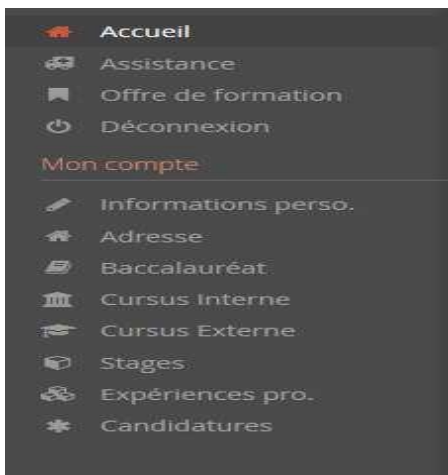 Accueil
Assistance
Offre de formation
Déconnexion
Mon compte
Informations perso.
Adresse
Baccalauréat
Cursus Interne
Cursus Externe
Stages
Expériences pro.
Candidatures